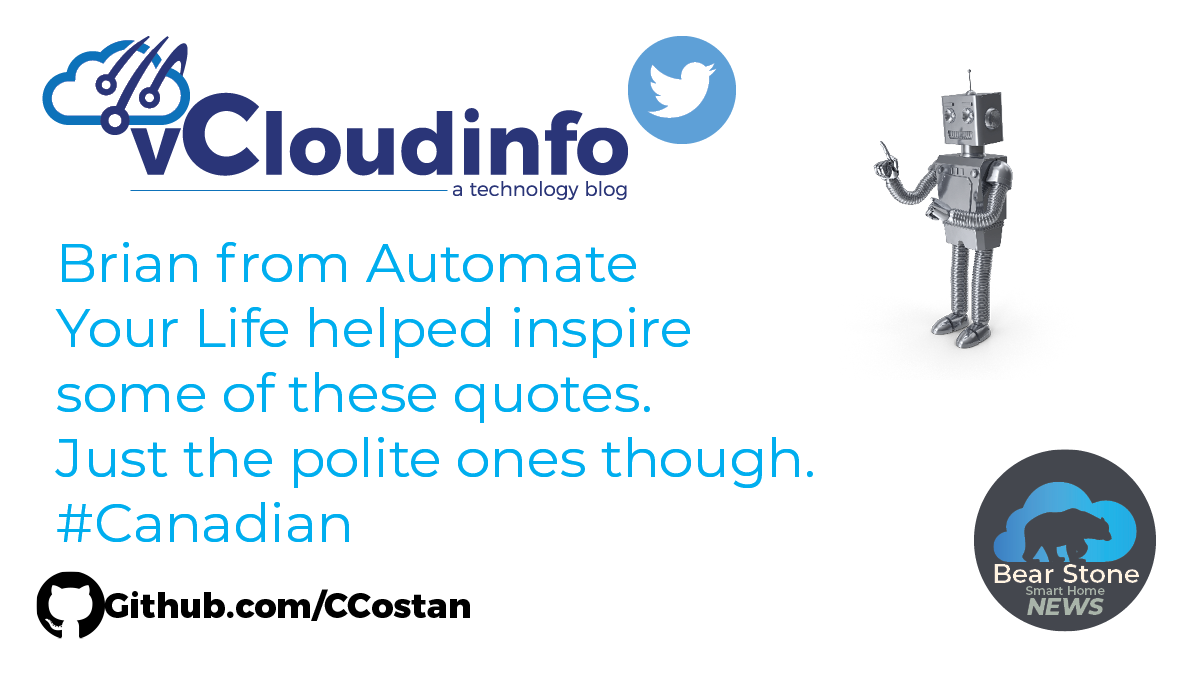 vCloudinfo
a technology blog
Brian from Automate
Your Life helped inspire
some of these quotes.
Just the polite ones though.
#Canadian
Github.com/CCostan
Bear Stone
Smart Home
NEWS